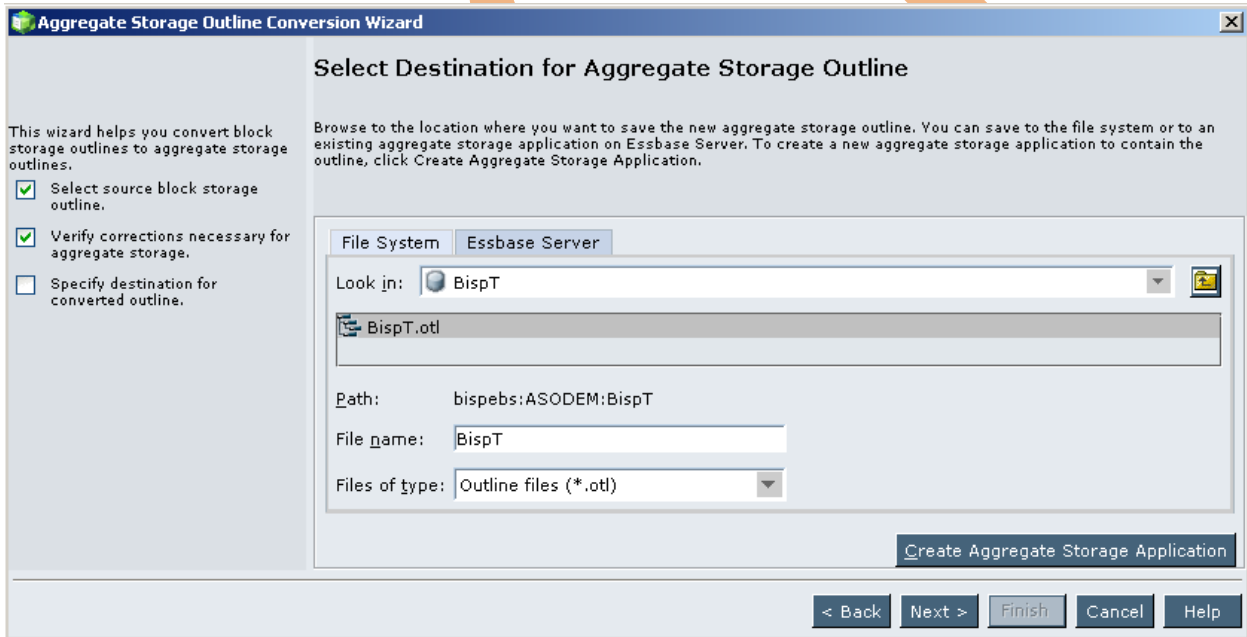 Aggregate Storage Outline Conversion Wizard
Select Destination for Aggregate Storage Outline
This wizard helps you convert block
storage outlines to aggregate storage
outlines.
Select source block storage
outline.
Verify corrections necessary for
aggregate storage.
Specify destination for
converted outline.
Browse to the location where you want to save the new aggregate storage outline. You can save to the file system or to an
existing aggregate storage application on Essbase Server. To create a new aggregate storage application to contain the
outline, click Create Aggregate Storage Application.
File System Essbase Server
Look in: BispT
BispT.otl
Path: bispebs:ASODEM:BispT
File name: BispT
Files of type: Outline files (*.otl)
Create Aggregate Storage Application
< Back Next > Finish Cancel Help